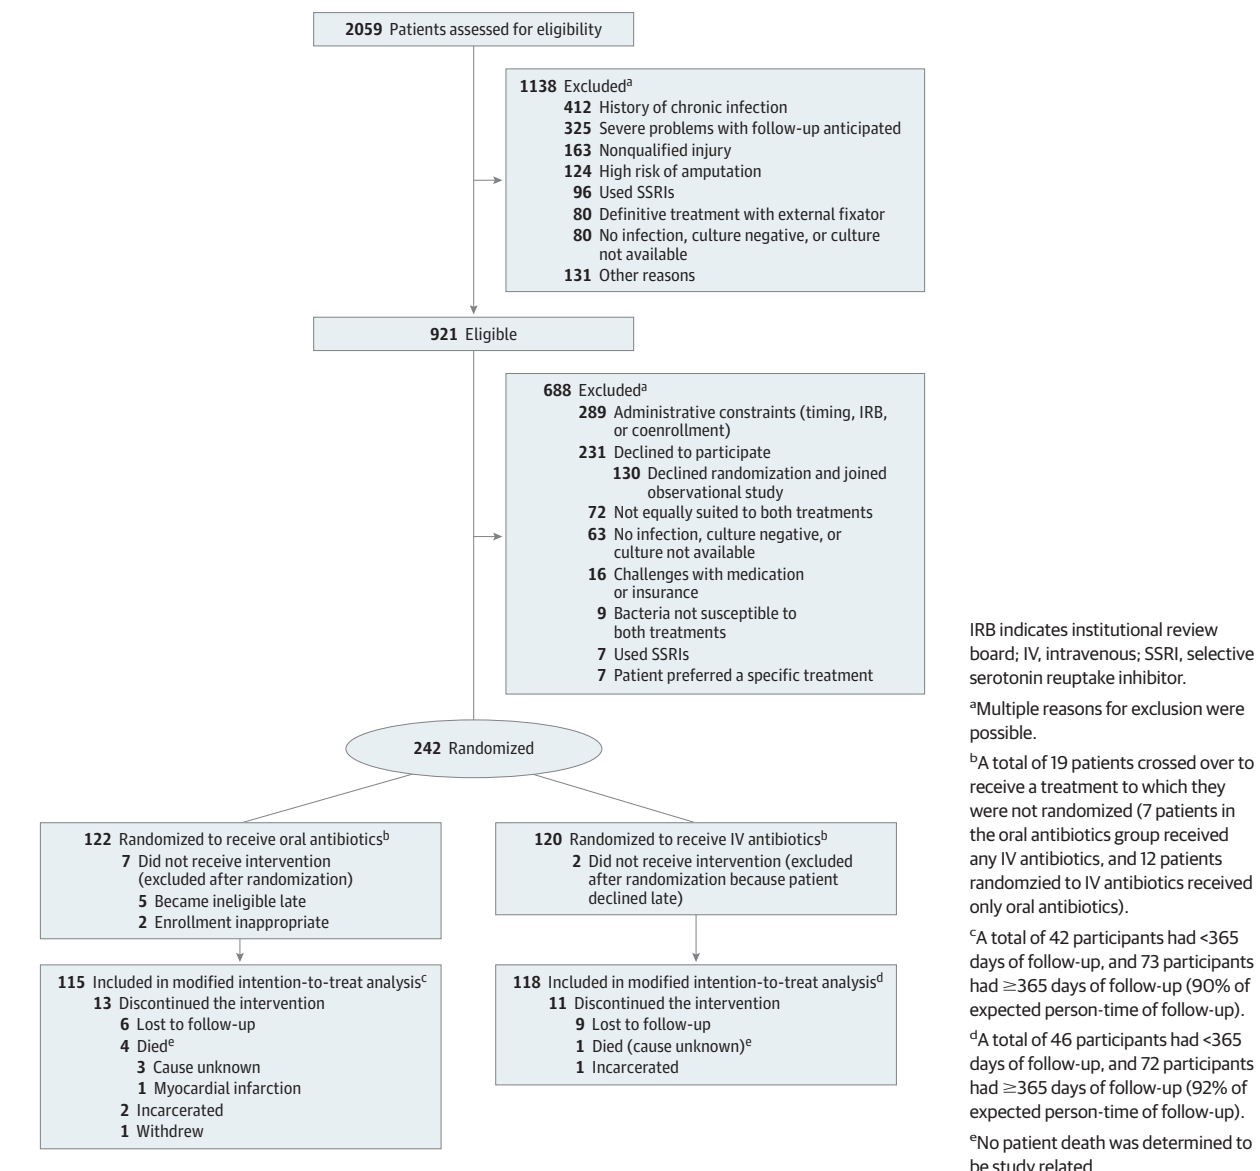 2059 Patients assessed for eligibility
1138 Excludedᵃ
412 History of chronic infection
325 Severe problems with follow-up anticipated
163 Nonqualified injury
124 High risk of amputation
96 Used SSRIs
80 Definitive treatment with external fixator
80 No infection, culture negative, or culture
not available
131 Other reasons
921 Eligible
688 Excludedᵃ
289 Administrative constraints (timing, IRB,
or coenrollment)
231 Declined to participate
130 Declined randomization and joined
observational study
72 Not equally suited to both treatments
63 No infection, culture negative, or
culture not available
16 Challenges with medication
or insurance
9 Bacteria not susceptible to
both treatments
7 Used SSRIs
7 Patient preferred a specific treatment
242 Randomized
122 Randomized to receive oral antibioticsᵇ
7 Did not receive intervention
(excluded after randomization)
5 Became ineligible late
2 Enrollment inappropriate
120 Randomized to receive IV antibioticsᵇ
2 Did not receive intervention (excluded
after randomization because patient
declined late)
115 Included in modified intention-to-treat analysisᶜ
13 Discontinued the intervention
6 Lost to follow-up
4 Diedᵉ
3 Cause unknown
1 Myocardial infarction
2 Incarcerated
1 Withdrew
118 Included in modified intention-to-treat analysisᵈ
11 Discontinued the intervention
9 Lost to follow-up
1 Died (cause unknown)ᵉ
1 Incarcerated
IRB indicates institutional review
board; IV, intravenous; SSRI, selective
serotonin reuptake inhibitor.
ᵃMultiple reasons for exclusion were
possible.
ᵇA total of 19 patients crossed over to
receive a treatment to which they
were not randomized (7 patients in
the oral antibiotics group received
any IV antibiotics, and 12 patients
randomzied to IV antibiotics received
only oral antibiotics).
ᶜA total of 42 participants had <365
days of follow-up, and 73 participants
had ≥365 days of follow-up (90% of
expected person-time of follow-up).
ᵈA total of 46 participants had <365
days of follow-up, and 72 participants
had ≥365 days of follow-up (92% of
expected person-time of follow-up).
ᵉNo patient death was determined to
be study related